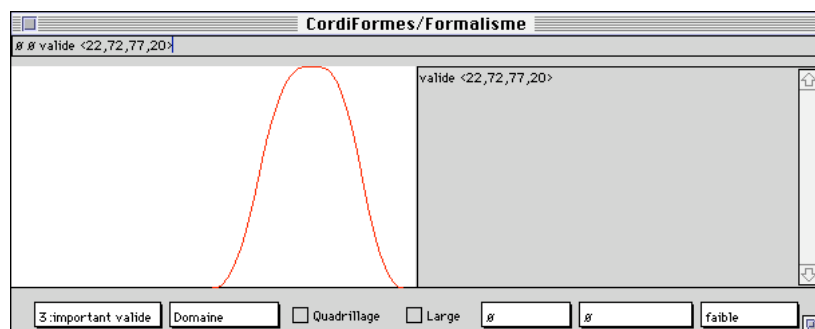 CordiFormes/Formalisme
ø ø valide <22,72,77,20>
valide <22,72,77,20>
3:important valide Domaine Quadrillage Large ø ø faible